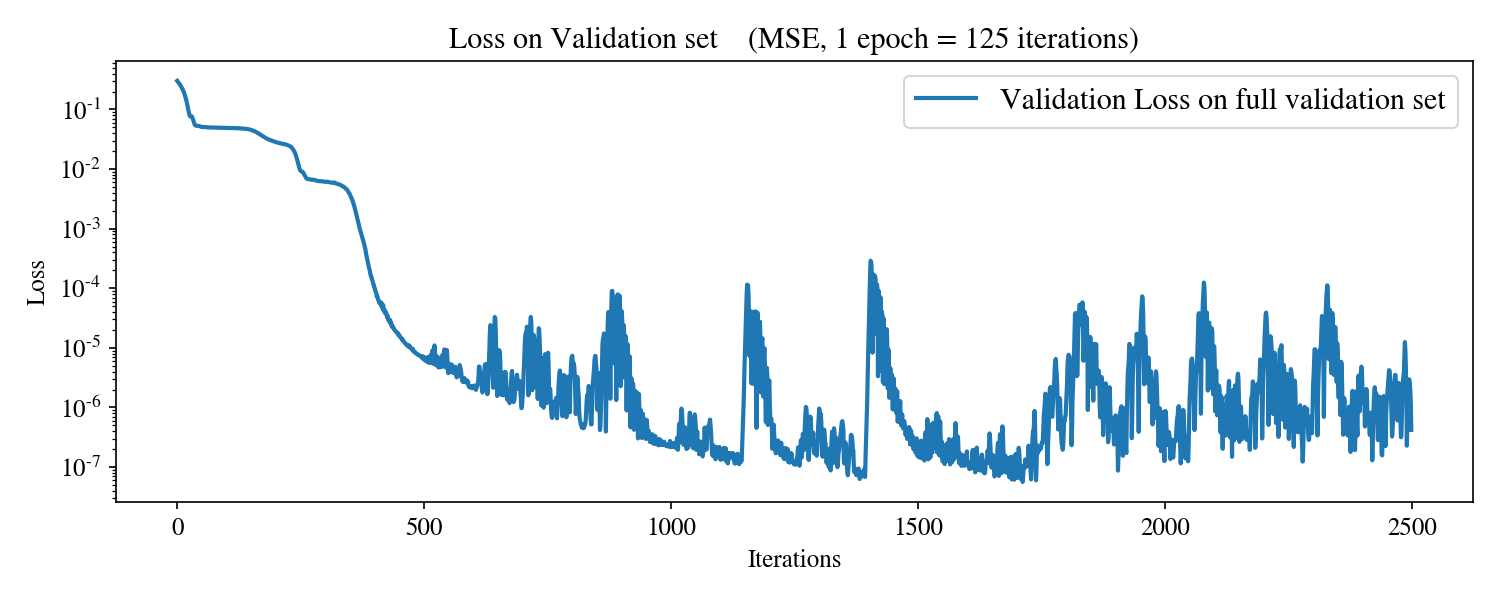 Loss on Validation set (MSE, 1 epoch = 125 iterations)
Validation Loss on full validation set
Loss
10^-1
10^-2
10^-3
10^-4
10^-5
10^-6
10^-7
0 500 1000 1500 2000 2500
Iterations